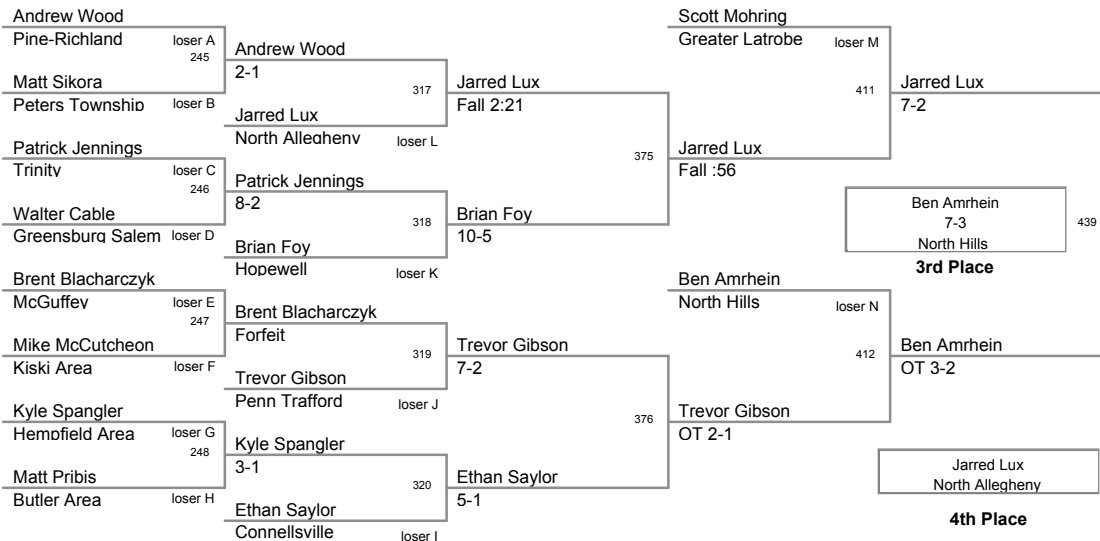 Andrew Wood
Pine-Richland
loser A
245
Matt Sikora
Peters Township
loser B
Patrick Jennings
Trinity
loser C
246
Walter Cable
Greensburg Salem
loser D
Brent Blacharczyk
McGuffey
loser E
247
Mike McCutcheon
Kiski Area
loser F
Kyle Spangler
Hempfield Area
loser G
248
Matt Pribis
Butler Area
loser H
Andrew Wood
2-1
317
Jarred Lux
North Allegheny
loser L
Patrick Jennings
8-2
318
Brian Foy
Hopewell
loser K
Brent Blacharczyk
Forfeit
319
Trevor Gibson
Penn Trafford
loser J
Kyle Spangler
3-1
320
Ethan Saylor
Connellsville
loser I
Jarred Lux
Fall 2:21
375
Brian Foy
10-5
Trevor Gibson
7-2
376
Ethan Saylor
5-1
Scott Mohring
Greater Latrobe
loser M
411
Jarred Lux
Fall :56
Ben Amrhein
North Hills
loser N
412
Trevor Gibson
OT 2-1
Jarred Lux
7-2
Ben Amrhein
7-3
North Hills
439
3rd Place
Ben Amrhein
OT 3-2
Jarred Lux
North Allegheny
4th Place